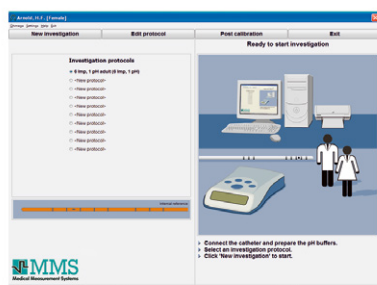 Arnold, H.F. [Female]
New investigation Edit protocol Post calibration Exit
Ready to start investigation
Investigation protocols
6 Imp, 1 pH adult (6 Imp, 1 pH)
<New protocol>
<New protocol>
<New protocol>
<New protocol>
<New protocol>
<New protocol>
<New protocol>
<New protocol>
Connect the catheter and prepare the pH buffers.
Select an investigation protocol.
Click 'New investigation' to start.
MMS
Medical Measurement Systems